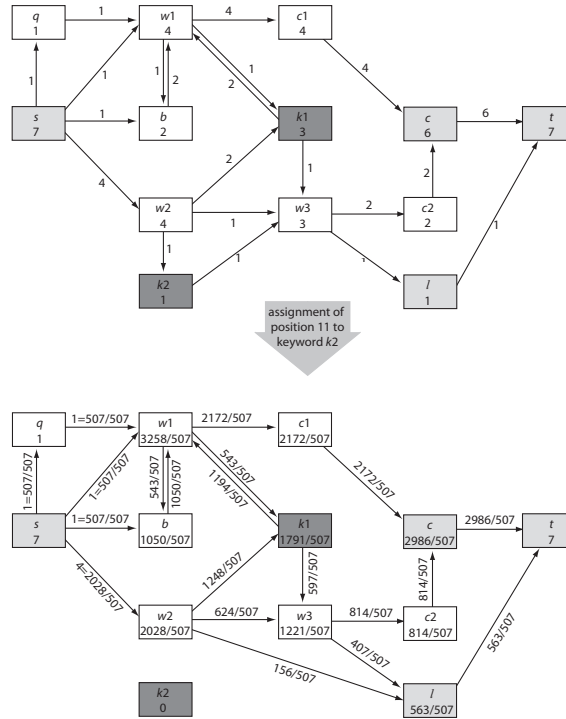 q
1
1
w1
4
4
c1
4
1
1
1
2
1
2
4
s
7
1
b
2
k1
3
c
6
6
t
7
4
2
1
2
w2
4
1
w3
3
2
c2
2
1
1
1
1
k2
1
l
1
assignment of
position 11 to
keyword k2
q
1
1=507/507
w1
3258/507
2172/507
c1
2172/507
1=507/507
1=507/507
543/507
1050/507
543/507
1194/507
2172/507
s
7
1=507/507
b
1050/507
k1
1791/507
c
2986/507
2986/507
t
7
4=2028/507
1248/507
597/507
814/507
w2
2028/507
624/507
w3
1221/507
814/507
c2
814/507
563/507
407/507
156/507
k2
0
l
563/507